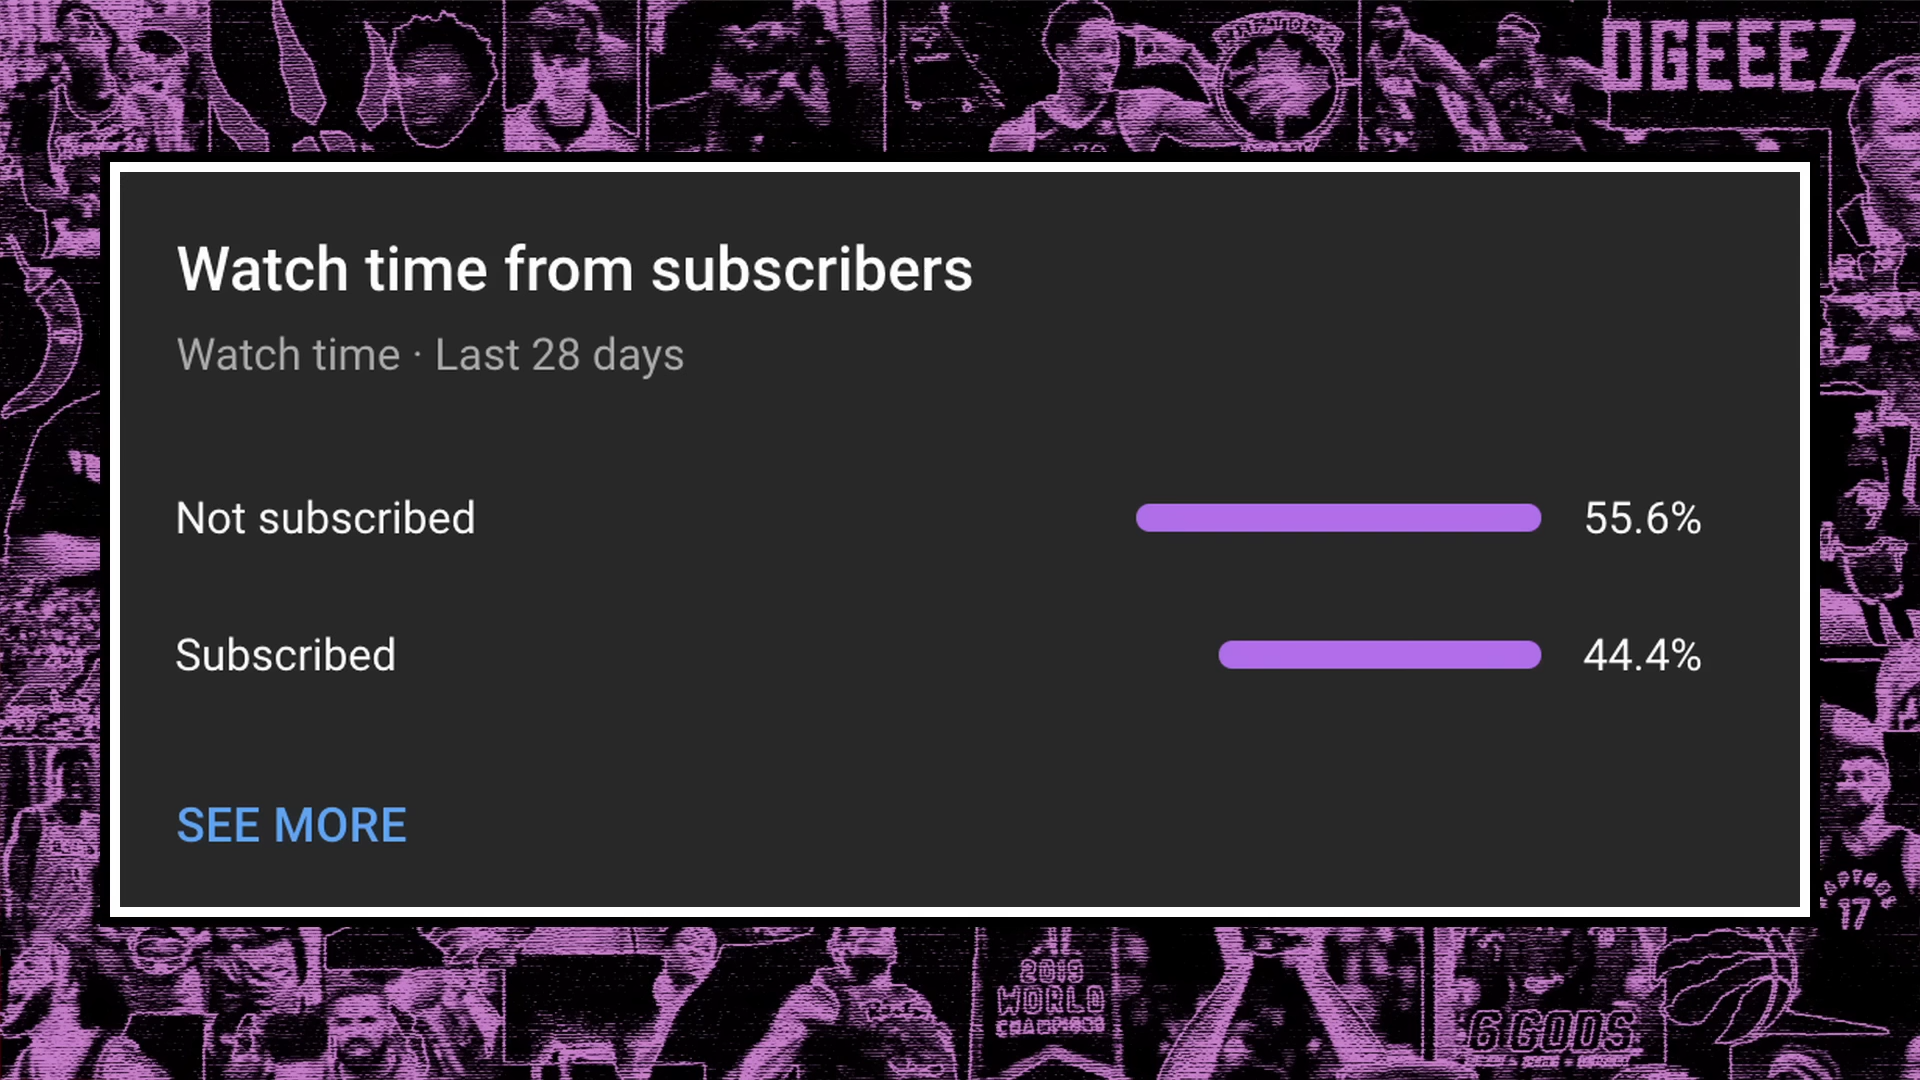 DGEEEZ
Watch time from subscribers
Watch time · Last 28 days
Not subscribed
55.6%
Subscribed
44.4%
SEE MORE
17
2019
WORLD
CHAMPIONS
6 GODS